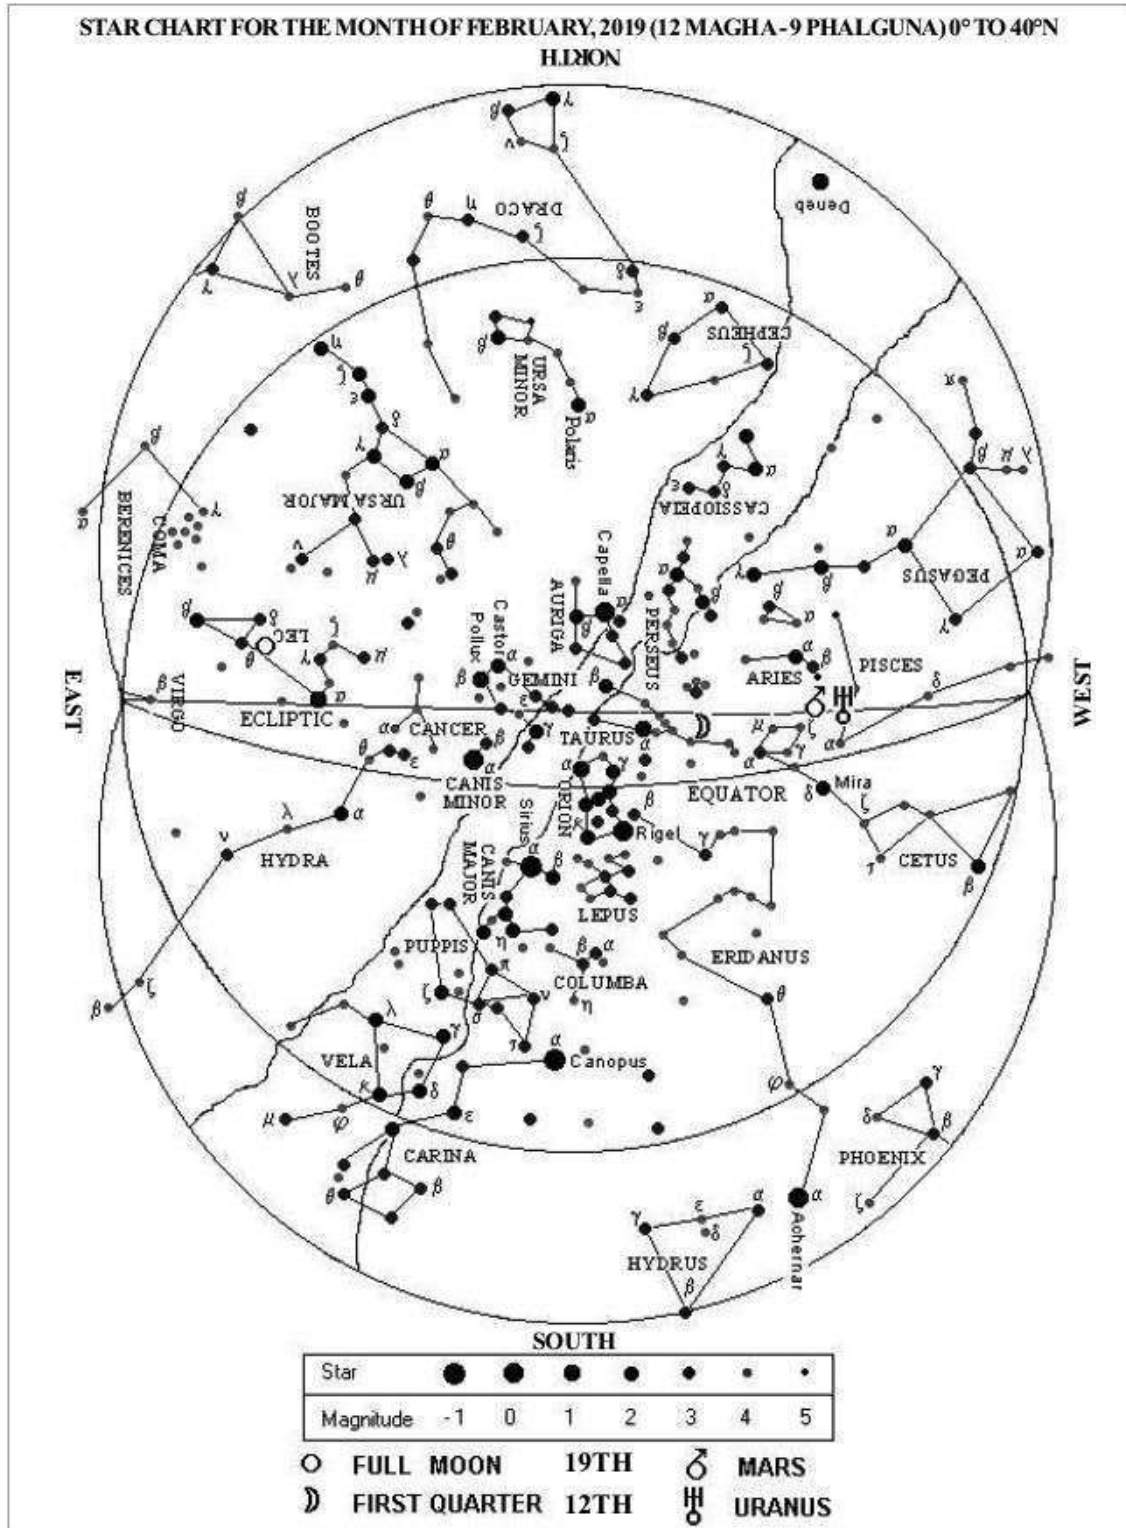 STAR CHART FOR THE MONTH OF FEBRUARY, 2019 (12 MAGHA - 9 PHALGUNA) 0° TO 40°N
NORTH
β γ
ν ζ
Deneb
β
BOOTES
θ η
DRACO
ζ
γ λ θ
δ
ε
α
CEPHEUS
β
ζ
γ
η
ζ
ε
δ
γ α
β
URSA MAJOR
β
URSA
MINOR
α
Polaris
π
β μ λ
γ α
ε δ
CASSIOPEIA
β
α γ
COMA
BERENICES
ν μ λ
θ
Capella
α
β
AURIGA
α
β
PERSEUS
γ β α
α
PEGASUS
γ
β α
β δ
θ
LEC
ζ
γ μ
α
Castor
α
Pollux
β
GEMINI
ε
γ
β
α β
ARIES
PISCES
δ
EAST
WEST
VIRGO
β
ECLIPTIC
α
CANCER
TAURUS
α
μ ζ
γ
α
α
θ ε
β
α
CANIS
MINOR
α γ
ORION
κ
β
Rigel
EQUATOR
δ
Mira
ζ
τ
CETUS
β
ν λ α
HYDRA
ζ
β
Sirius
α
β
CANIS
MAJOR
η
LEPUS
γ
ERIDANUS
θ
φ
PUPPIS
π
ζ σ ν
τ
β α
COLUMBA
η
λ γ
VELA
κ δ
μ φ
α
Canopus
ε
CARINA
θ β
γ
δ β
PHOENIX
ζ
α
Achernar
γ ε α
δ
HYDRUS
β
SOUTH
Star
Magnitude -1 0 1 2 3 4 5
FULL MOON 19TH ♂ MARS
FIRST QUARTER 12TH ♅ URANUS